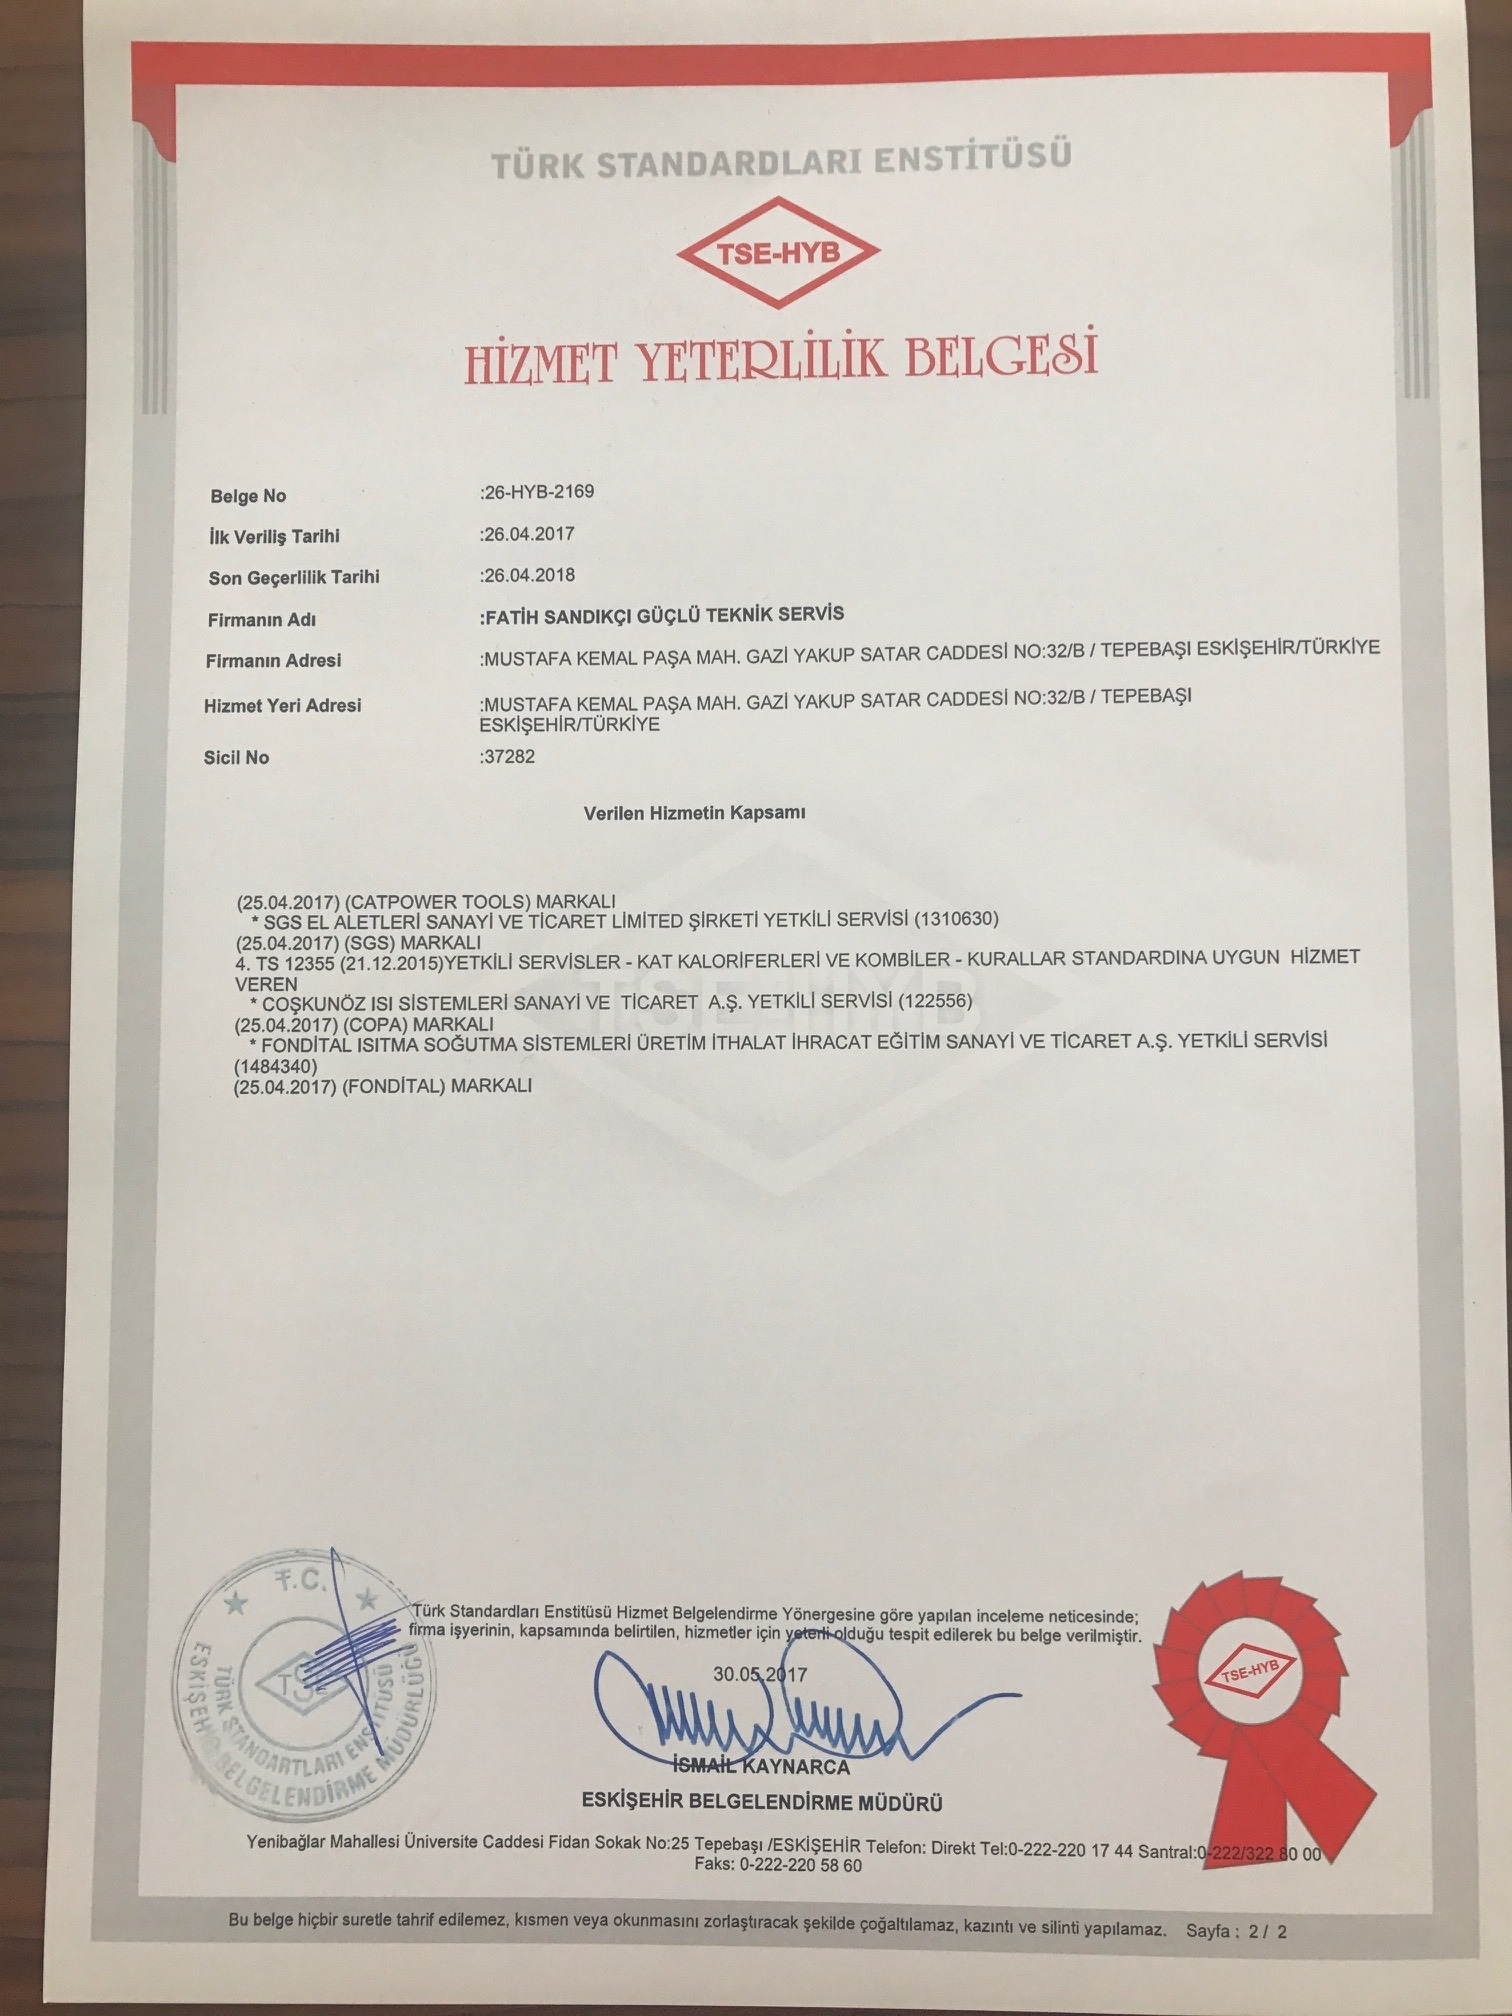 TÜRK STANDARDLARI ENSTİTÜSÜ
TSE-HYB
HİZMET YETERLİLİK BELGESİ
Belge No :26-HYB-2169
İlk Veriliş Tarihi :26.04.2017
Son Geçerlilik Tarihi :26.04.2018
Firmanın Adı :FATİH SANDIKÇI GÜÇLÜ TEKNİK SERVİS
Firmanın Adresi :MUSTAFA KEMAL PAŞA MAH. GAZİ YAKUP SATAR CADDESİ NO:32/B / TEPEBAŞI ESKİŞEHİR/TÜRKİYE
Hizmet Yeri Adresi :MUSTAFA KEMAL PAŞA MAH. GAZİ YAKUP SATAR CADDESİ NO:32/B / TEPEBAŞI
ESKİŞEHİR/TÜRKİYE
Sicil No :37282
Verilen Hizmetin Kapsamı
(25.04.2017) (CATPOWER TOOLS) MARKALI
* SGS EL ALETLERİ SANAYİ VE TİCARET LİMİTED ŞİRKETİ YETKİLİ SERVİSİ (1310630)
(25.04.2017) (SGS) MARKALI
4. TS 12355 (21.12.2015)YETKİLİ SERVİSLER - KAT KALORİFERLERİ VE KOMBİLER - KURALLAR STANDARDINA UYGUN HİZMET
VEREN
* COŞKUNÖZ ISI SİSTEMLERİ SANAYİ VE TİCARET A.Ş. YETKİLİ SERVİSİ (122556)
(25.04.2017) (COPA) MARKALI
* FONDİTAL ISITMA SOĞUTMA SİSTEMLERİ ÜRETİM İTHALAT İHRACAT EĞİTİM SANAYİ VE TİCARET A.Ş. YETKİLİ SERVİSİ
(1484340)
(25.04.2017) (FONDİTAL) MARKALI
TSE-HYB
T.C.
ESKİŞEHİR BELGELENDİRME MÜDÜRLÜĞÜ
TÜRK STANDARTLARI ENSTİTÜSÜ
TSE
Türk Standardları Enstitüsü Hizmet Belgelendirme Yönergesine göre yapılan inceleme neticesinde;
firma işyerinin, kapsamında belirtilen, hizmetler için yeterli olduğu tespit edilerek bu belge verilmiştir.
30.05.2017
TSE-HYB
İSMAİL KAYNARCA
ESKİŞEHİR BELGELENDİRME MÜDÜRÜ
Yenibağlar Mahallesi Üniversite Caddesi Fidan Sokak No:25 Tepebaşı /ESKİŞEHİR Telefon: Direkt Tel:0-222-220 17 44 Santral:0-222/322 80 00
Faks: 0-222-220 58 60
Bu belge hiçbir suretle tahrif edilemez, kısmen veya okunmasını zorlaştıracak şekilde çoğaltılamaz, kazıntı ve silinti yapılamaz. Sayfa : 2 / 2